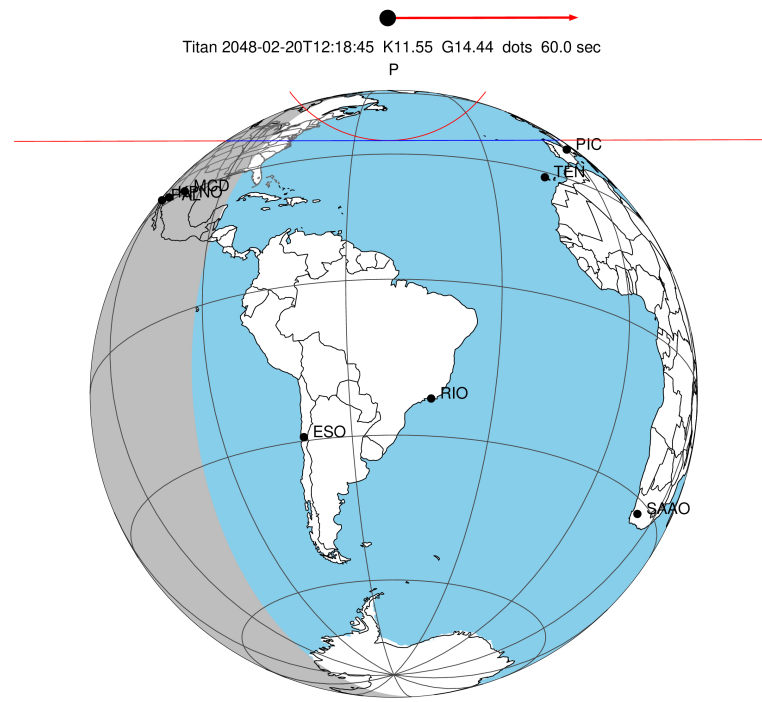 Titan 2048-02-20T12:18:45 K11.55 G14.44 dots 60.0 sec
P
PIC
TEN
MCD
RIO
ESO
SAAO